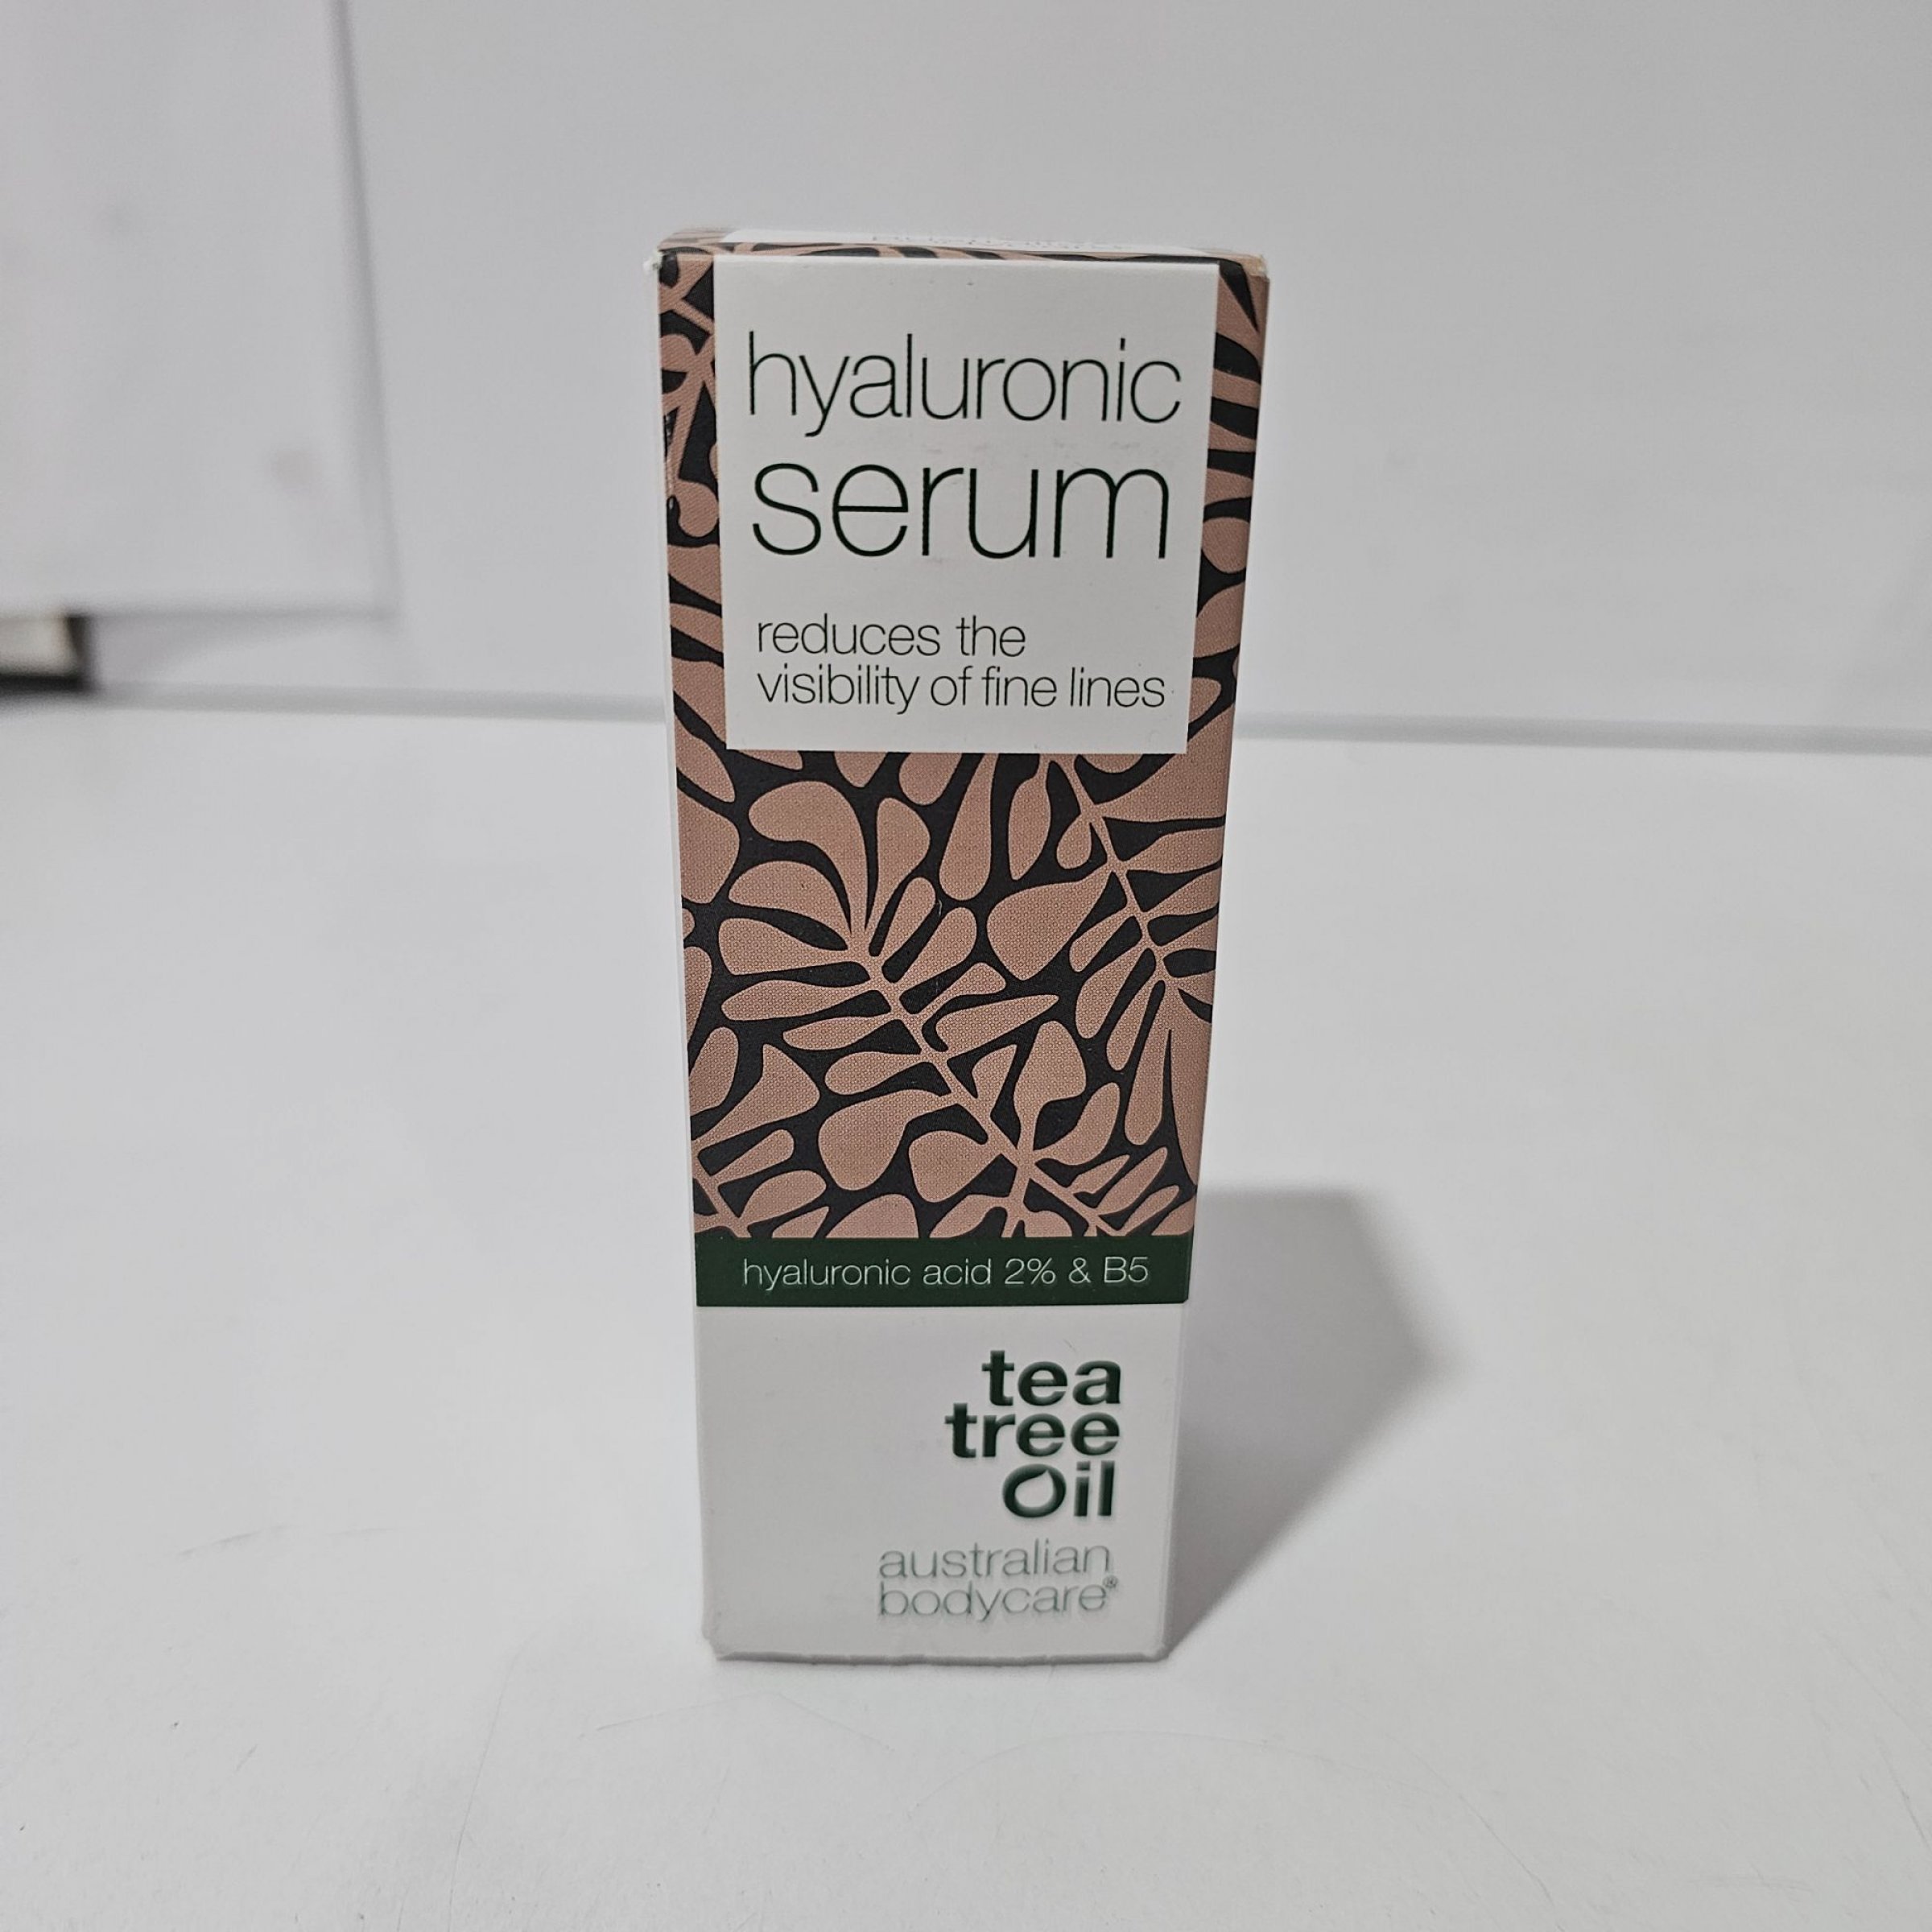 hyaluronic
serum
reduces the
visibility of fine lines
hyaluronic acid 2% & B5
tea
tree
oil
australian
bodycare®